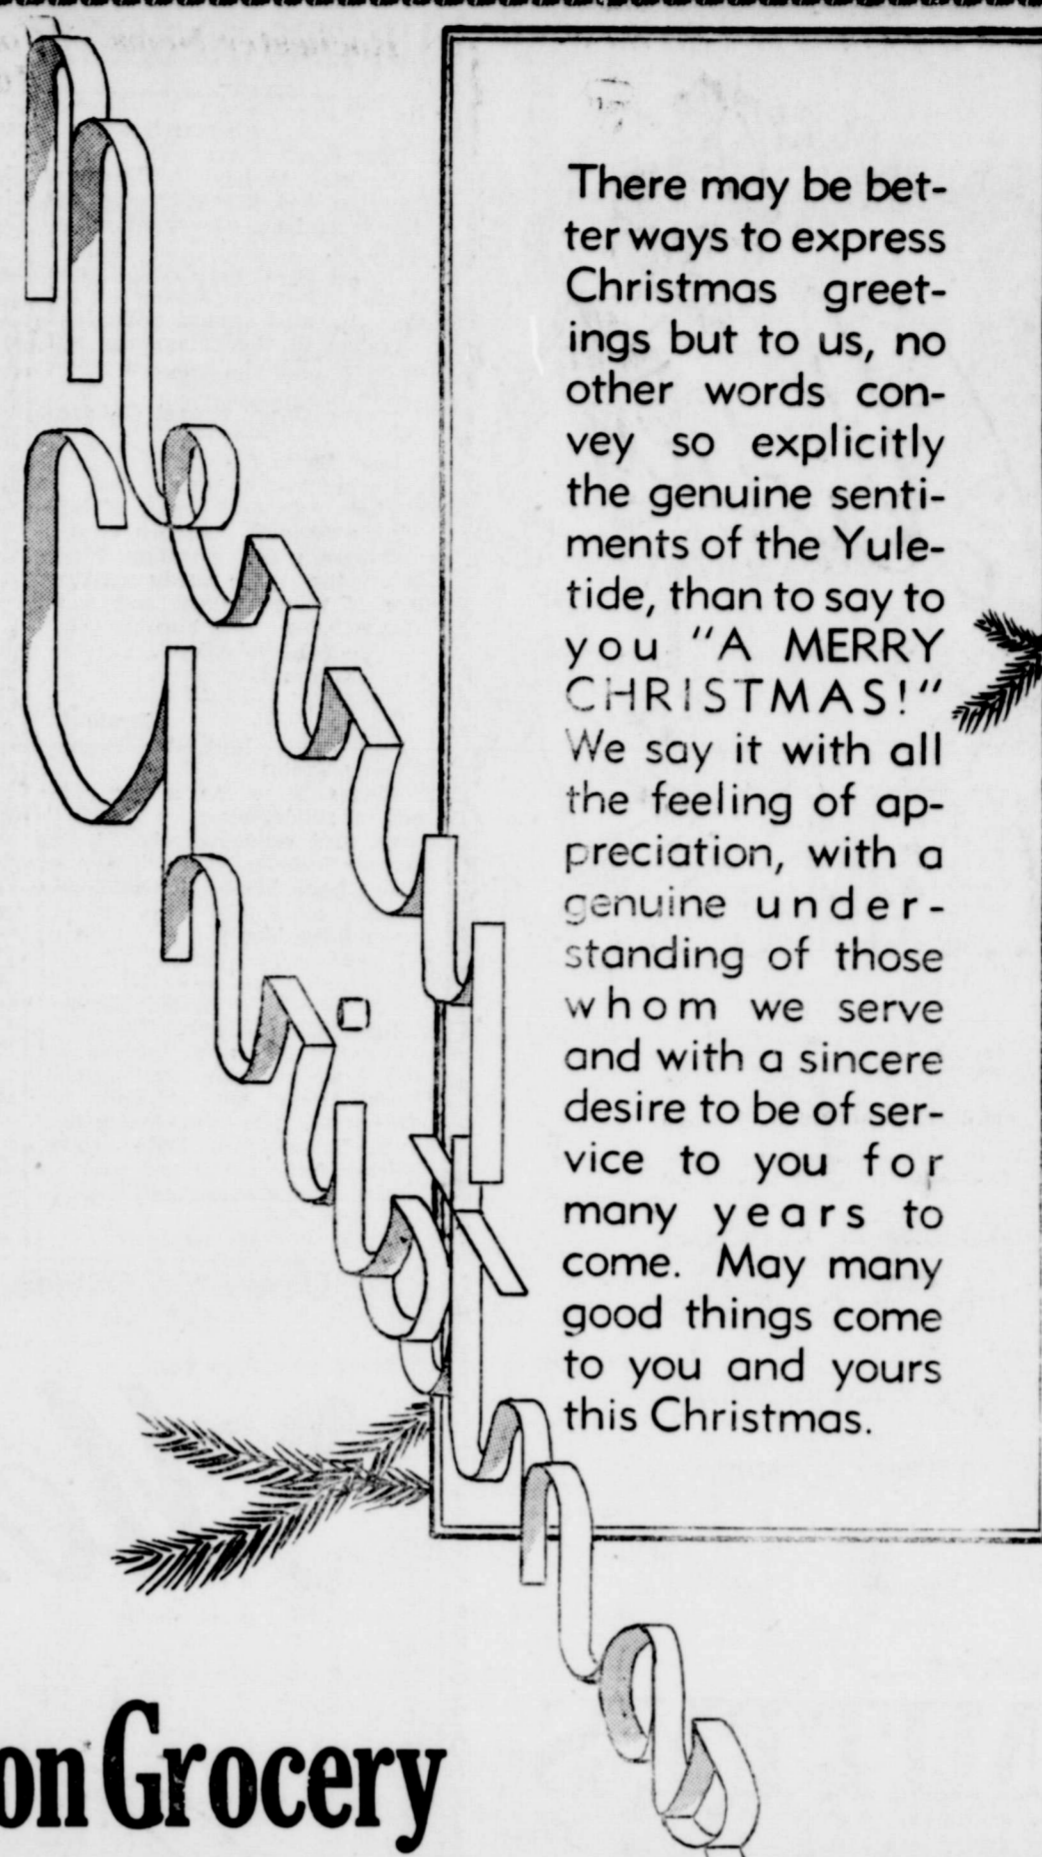 Merry
Christmas
There may be bet-
ter ways to express
Christmas greet-
ings but to us, no
other words con-
vey so explicitly
the genuine senti-
ments of the Yule-
tide, than to say to
you "A MERRY
CHRISTMAS!"
We say it with all
the feeling of ap-
preciation, with a
genuine under-
standing of those
whom we serve
and with a sincere
desire to be of ser-
vice to you for
many years to
come. May many
good things come
to you and yours
this Christmas.
on Grocery